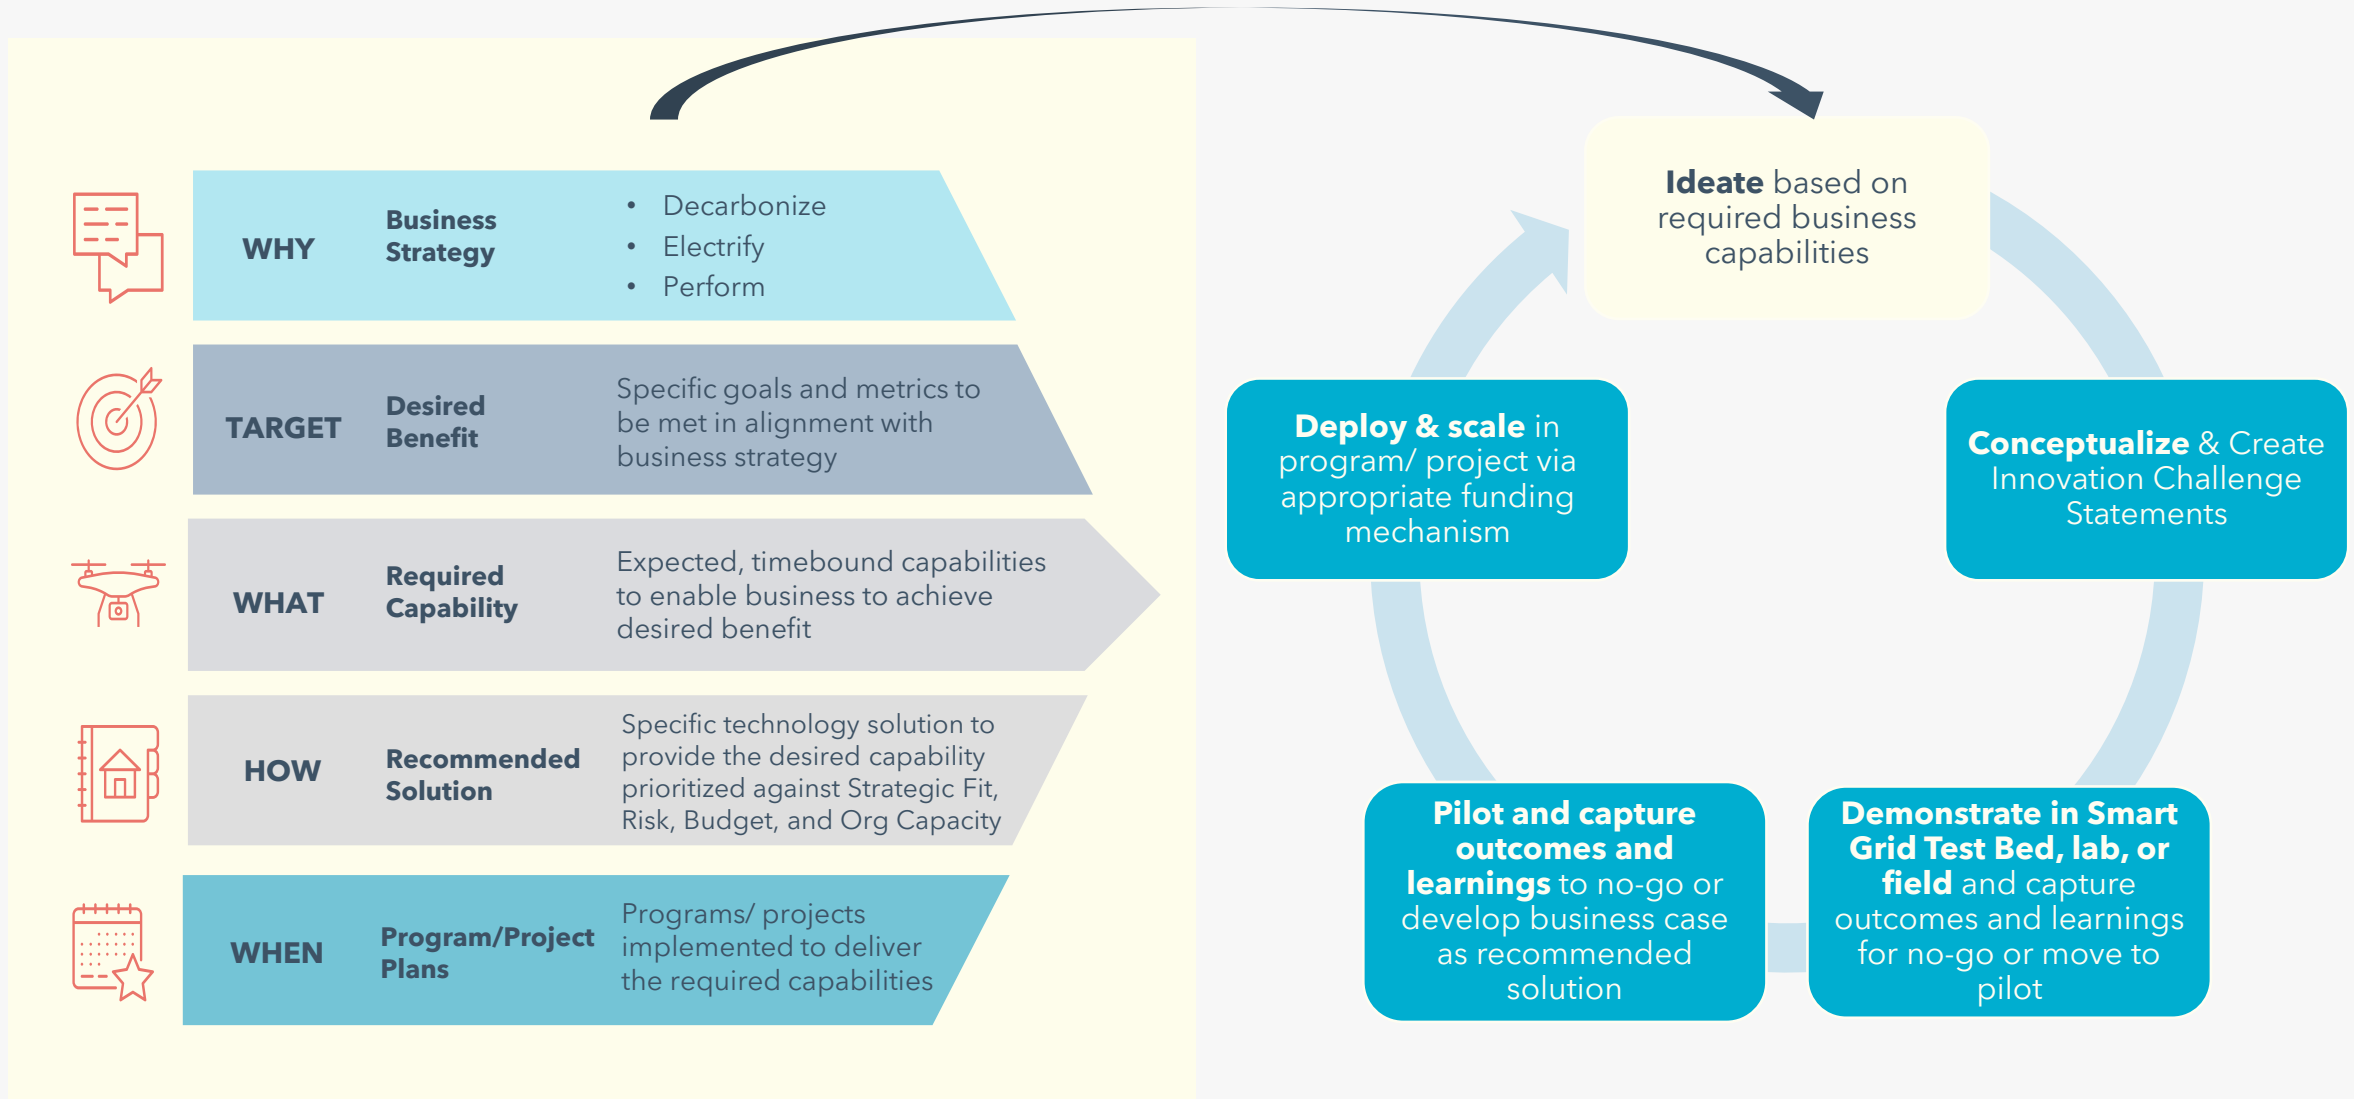 WHY
Business
Strategy
• Decarbonize
• Electrify
• Perform
TARGET
Desired
Benefit
Specific goals and metrics to
be met in alignment with
business strategy
WHAT
Required
Capability
Expected, timebound capabilities
to enable business to achieve
desired benefit
HOW
Recommended
Solution
Specific technology solution to
provide the desired capability
prioritized against Strategic Fit,
Risk, Budget, and Org Capacity
WHEN
Program/Project
Plans
Programs/ projects
implemented to deliver
the required capabilities
Ideate based on
required business
capabilities
Conceptualize & Create
Innovation Challenge
Statements
Demonstrate in Smart
Grid Test Bed, lab, or
field and capture
outcomes and learnings
for no-go or move to
pilot
Pilot and capture
outcomes and
learnings to no-go or
develop business case
as recommended
solution
Deploy & scale in
program/ project via
appropriate funding
mechanism